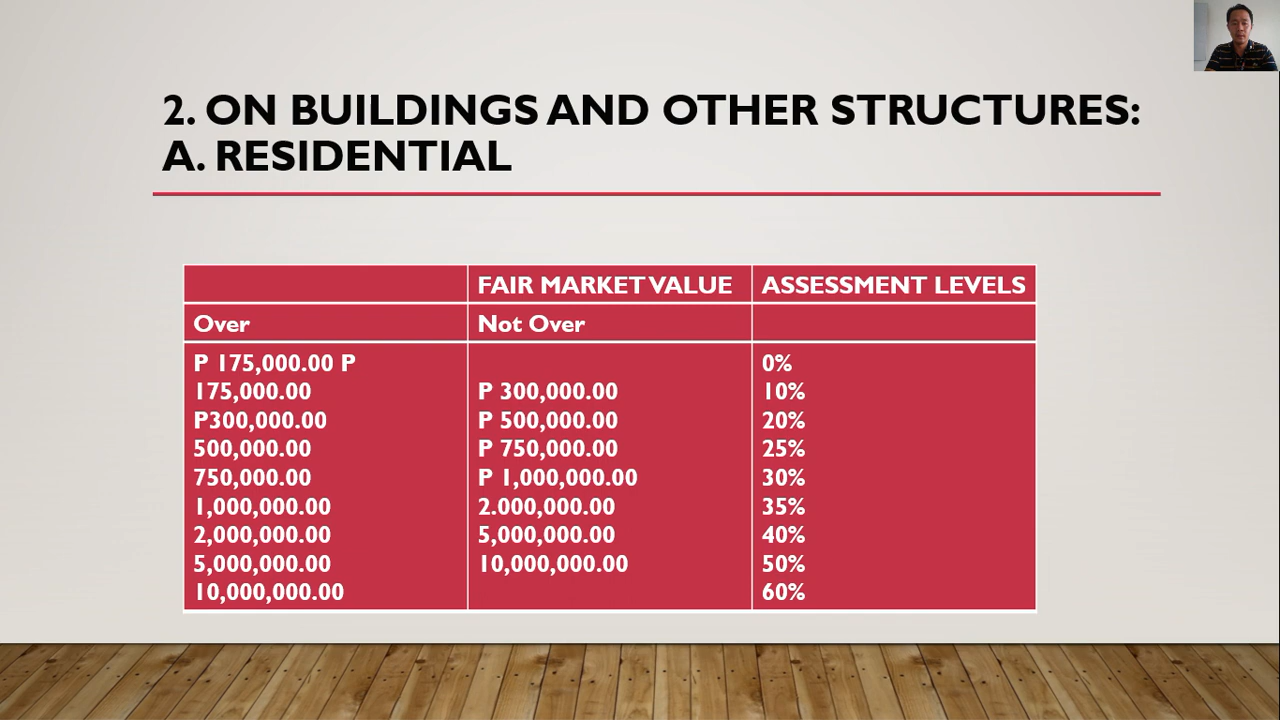 2. ON BUILDINGS AND OTHER STRUCTURES:
A. RESIDENTIAL
FAIR MARKET VALUE ASSESSMENT LEVELS
Over Not Over
P 175,000.00 P 0%
175,000.00 P 300,000.00 10%
P300,000.00 P 500,000.00 20%
500,000.00 P 750,000.00 25%
750,000.00 P 1,000,000.00 30%
1,000,000.00 2.000,000.00 35%
2,000,000.00 5,000,000.00 40%
5,000,000.00 10,000,000.00 50%
10,000,000.00 60%